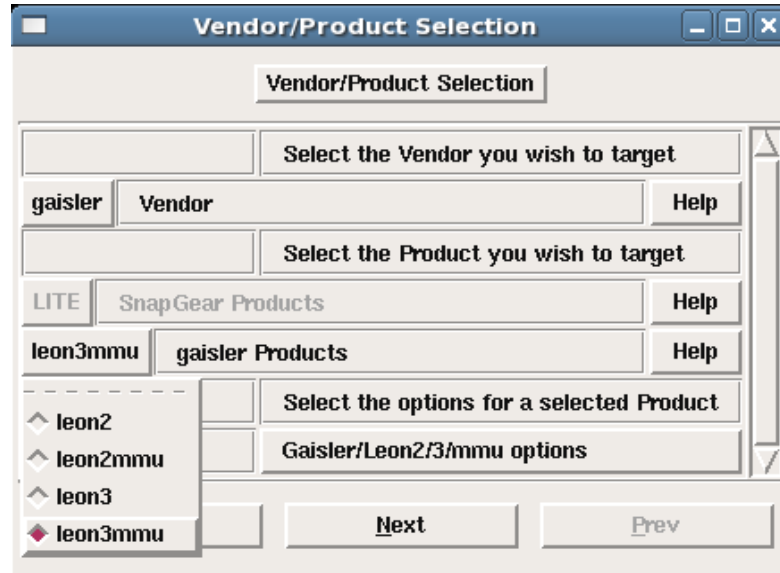 Vendor/Product Selection
Vendor/Product Selection
Select the Vendor you wish to target
gaisler Vendor Help
Select the Product you wish to target
LITE SnapGear Products Help
leon3mmu gaisler Products Help
Select the options for a selected Product
Gaisler/Leon2/3/mmu options
leon2
leon2mmu
leon3
leon3mmu
Next Prev